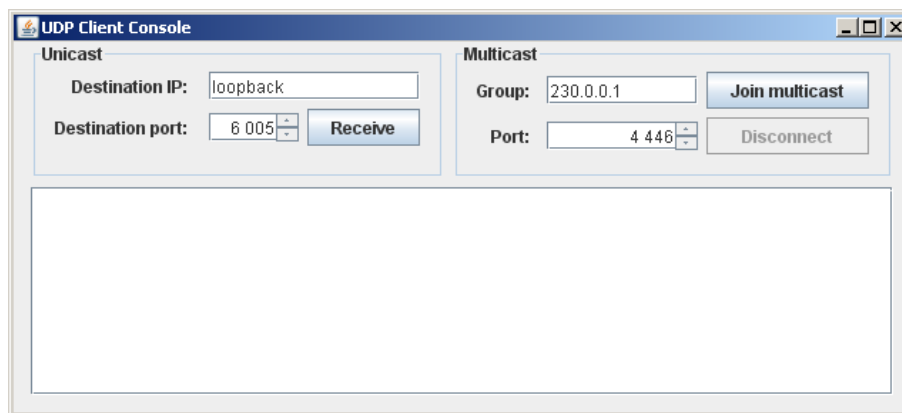 UDP Client Console
Unicast
Destination IP: loopback
Destination port: 6 005 Receive
Multicast
Group: 230.0.0.1 Join multicast
Port: 4 446 Disconnect